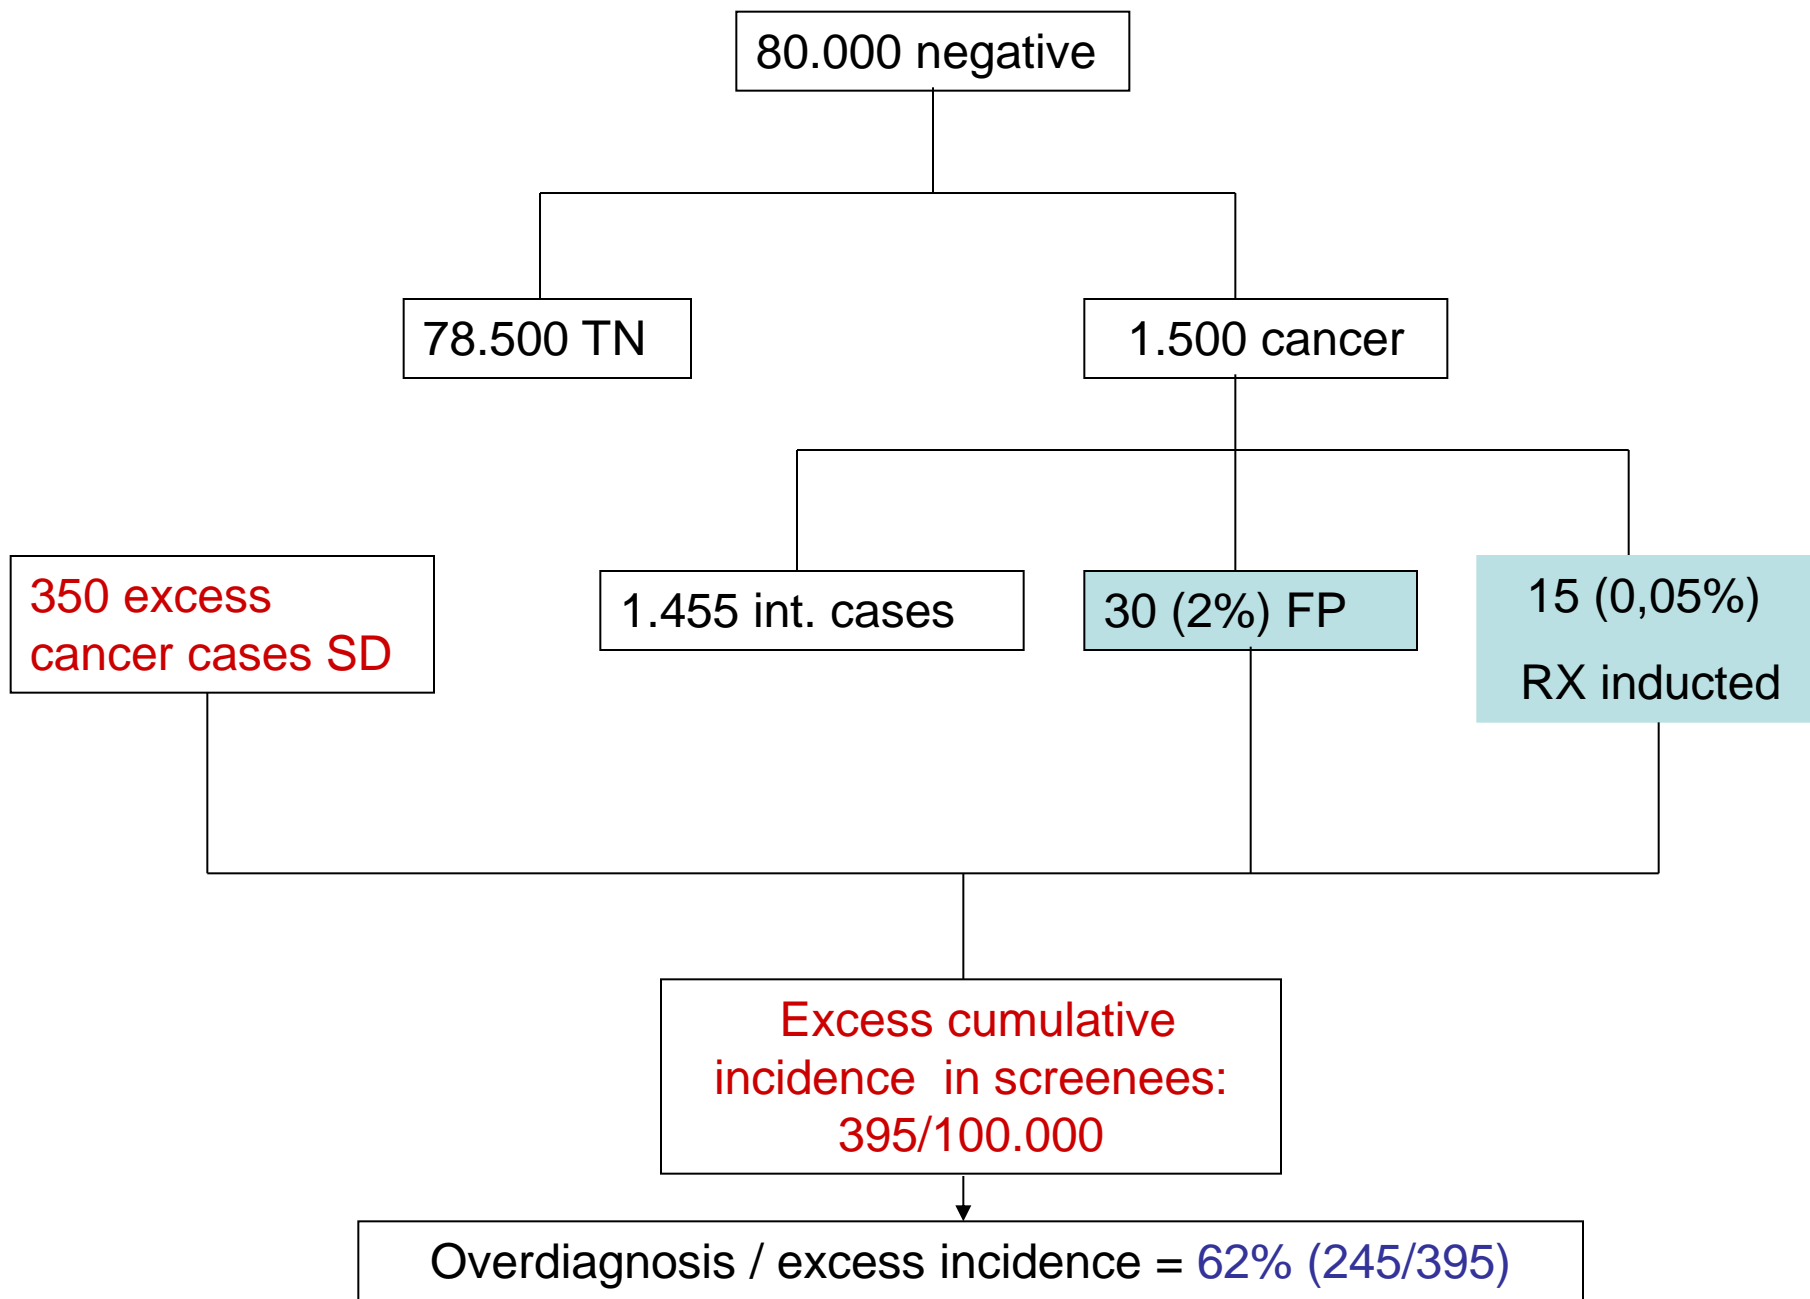 80.000 negative
78.500 TN
1.500 cancer
350 excess
cancer cases SD
1.455 int. cases
30 (2%) FP
15 (0,05%)
RX inducted
Excess cumulative
incidence in screenees:
395/100.000
Overdiagnosis / excess incidence = 62% (245/395)